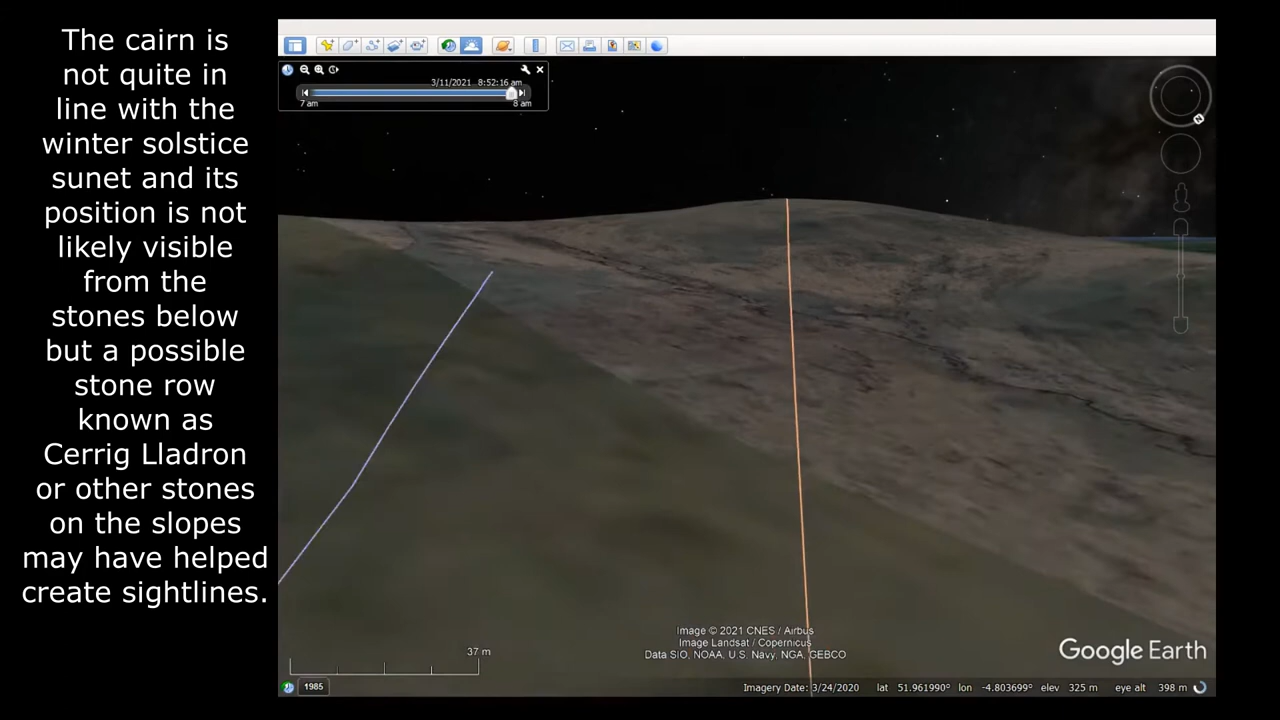 The cairn is
not quite in
line with the
winter solstice
sunet and its
position is not
likely visible
from the
stones below
but a possible
stone row
known as
Cerrig Lladron
or other stones
on the slopes
may have helped
create sightlines.
3/11/2021 8:52:16 am
7 am 8 am
37 m
Image © 2021 CNES / Airbus
Image Landsat / Copernicus
Data SIO, NOAA, U.S. Navy, NGA, GEBCO
Google Earth
1985
Imagery Date: 3/24/2020 lat 51.961990° lon -4.803699° elev 325 m eye alt 398 m